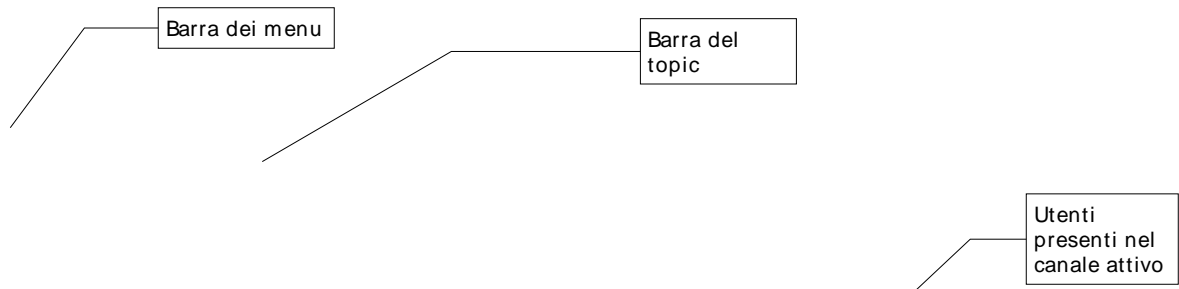 Barra dei menu
Barra del
topic
Utenti
presenti nel
canale attivo